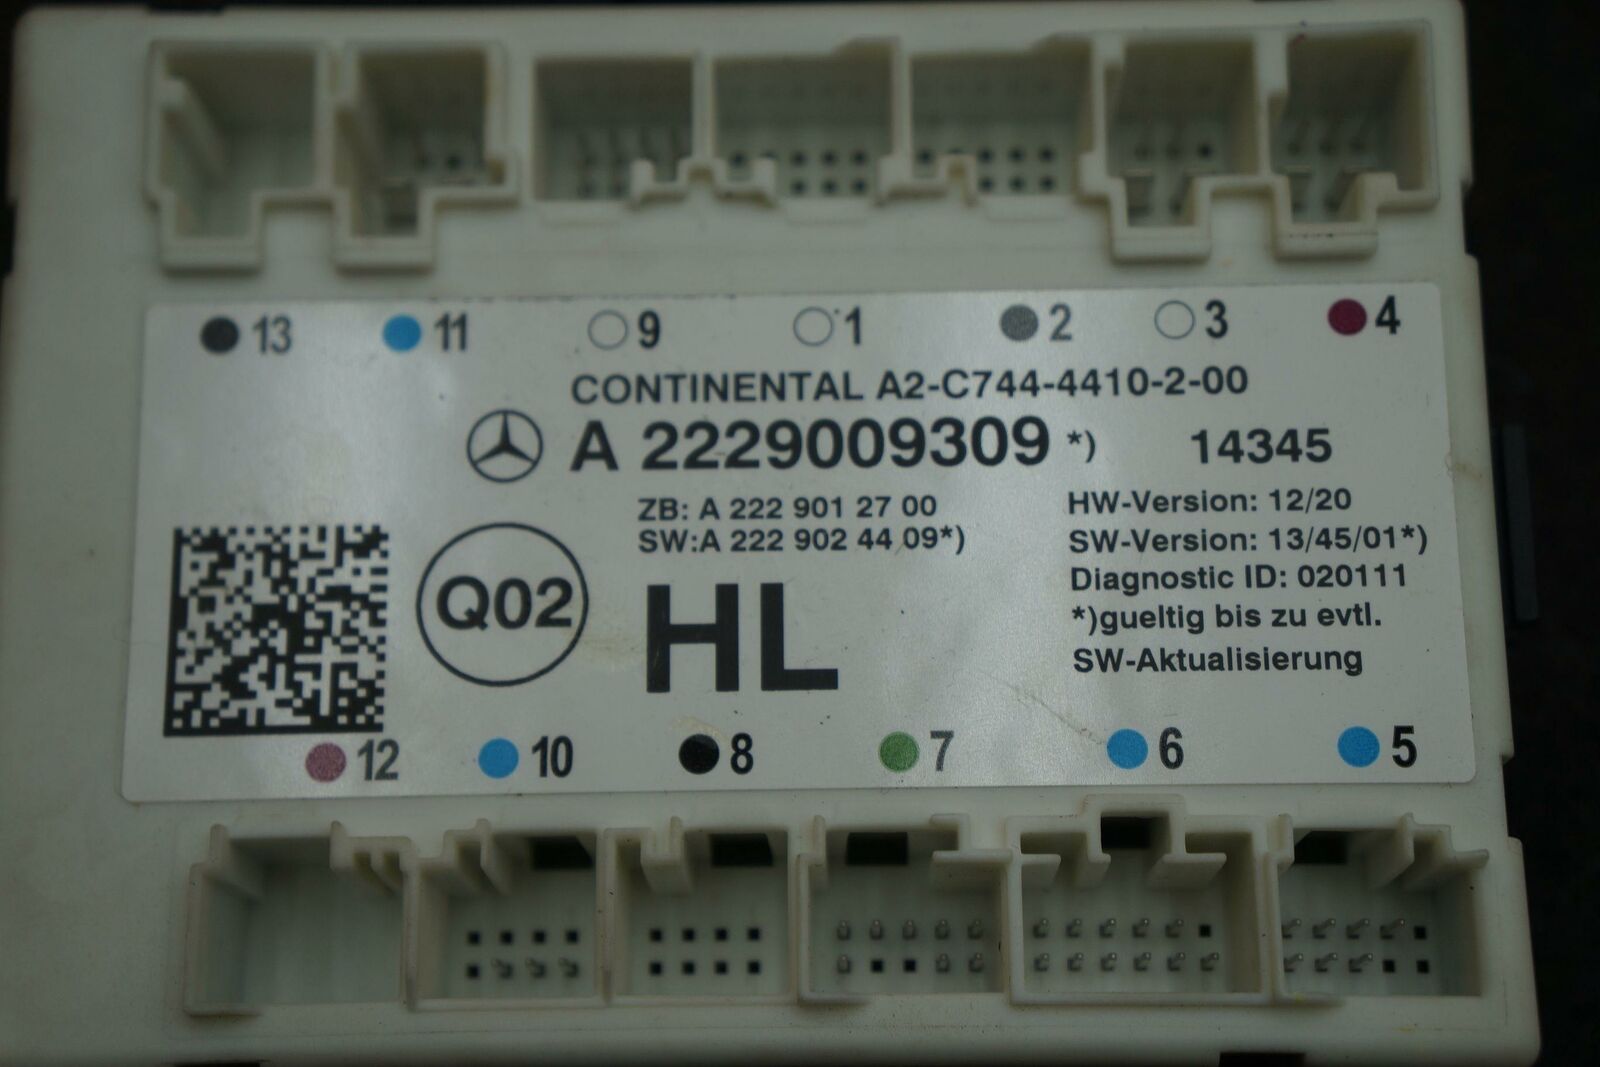 13 11 9 1 2 3 4
CONTINENTAL A2-C744-4410-2-00
A 2229009309 *) 14345
ZB: A 222 901 27 00
SW:A 222 902 44 09*)
HW-Version: 12/20
SW-Version: 13/45/01*)
Diagnostic ID: 020111
*)gueltig bis zu evtl.
SW-Aktualisierung
Q02
HL
12 10 8 7 6 5